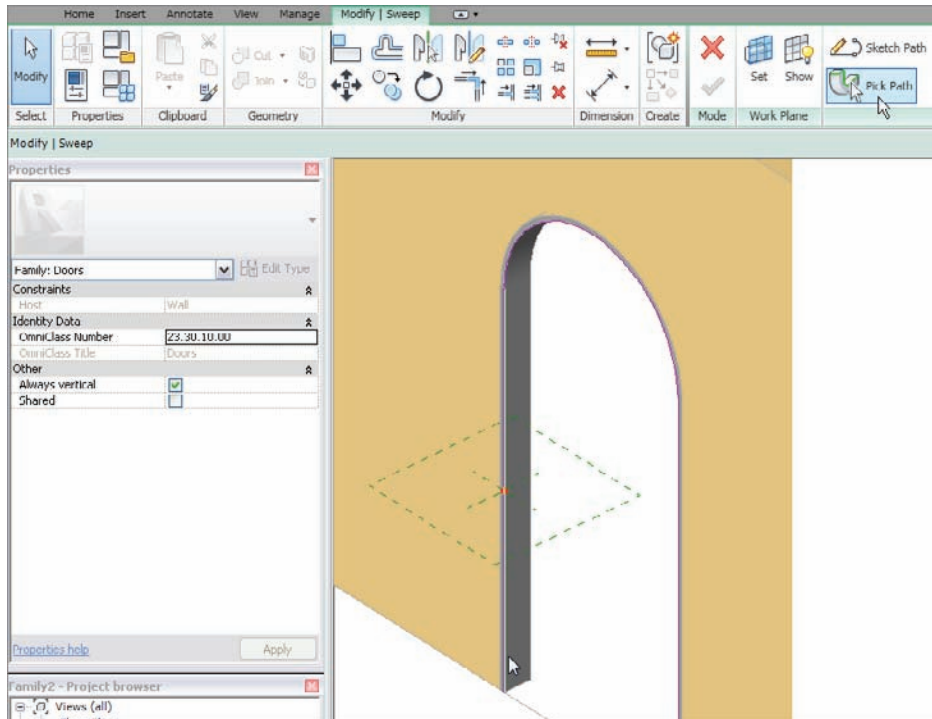 Home Insert Annotate View Manage Modify | Sweep
Modify
Paste
Cut
Join
Set Show
Sketch Path
Pick Path
Select Properties Clipboard Geometry Modify Dimension Create Mode Work Plane
Modify | Sweep
Properties
Family: Doors Edit Type
Constraints
Host Wall
Identity Data
OmniClass Number 23.30.10.00
OmniClass Title Doors
Other
Always vertical
Shared
Properties help Apply
Family2 - Project browser
Views (all)